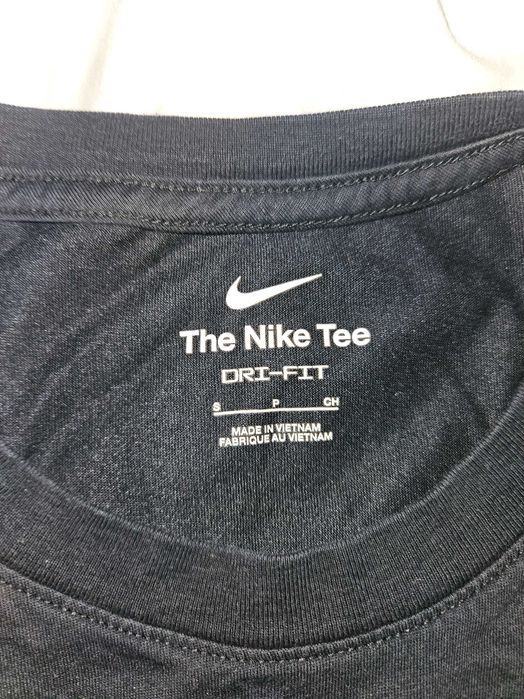 The Nike Tee
DRI-FIT
S P CH
MADE IN VIETNAM
FABRIQUE AU VIETNAM